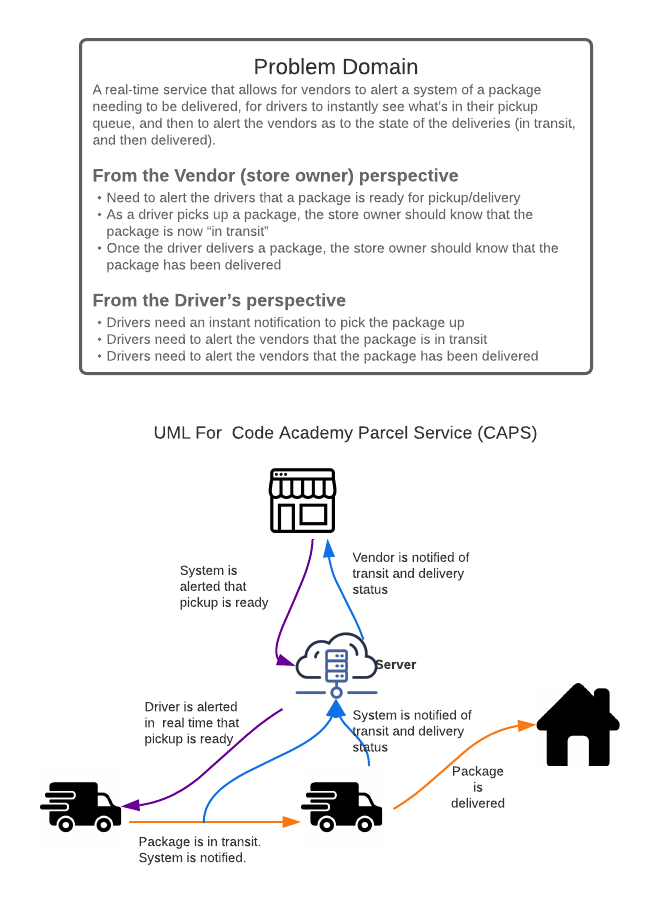 Problem Domain
A real-time service that allows for vendors to alert a system of a package
needing to be delivered, for drivers to instantly see what's in their pickup
queue, and then to alert the vendors as to the state of the deliveries (in transit,
and then delivered).
From the Vendor (store owner) perspective
• Need to alert the drivers that a package is ready for pickup/delivery
• As a driver picks up a package, the store owner should know that the
package is now “in transit”
• Once the driver delivers a package, the store owner should know that the
package has been delivered
From the Driver's perspective
• Drivers need an instant notification to pick the package up
• Drivers need to alert the vendors that the package is in transit
• Drivers need to alert the vendors that the package has been delivered
UML For Code Academy Parcel Service (CAPS)
System is
alerted that
pickup is ready
Vendor is notified of
transit and delivery
status
Server
Driver is alerted
in real time that
pickup is ready
System is notified of
transit and delivery
status
Package
is
delivered
Package is in transit.
System is notified.